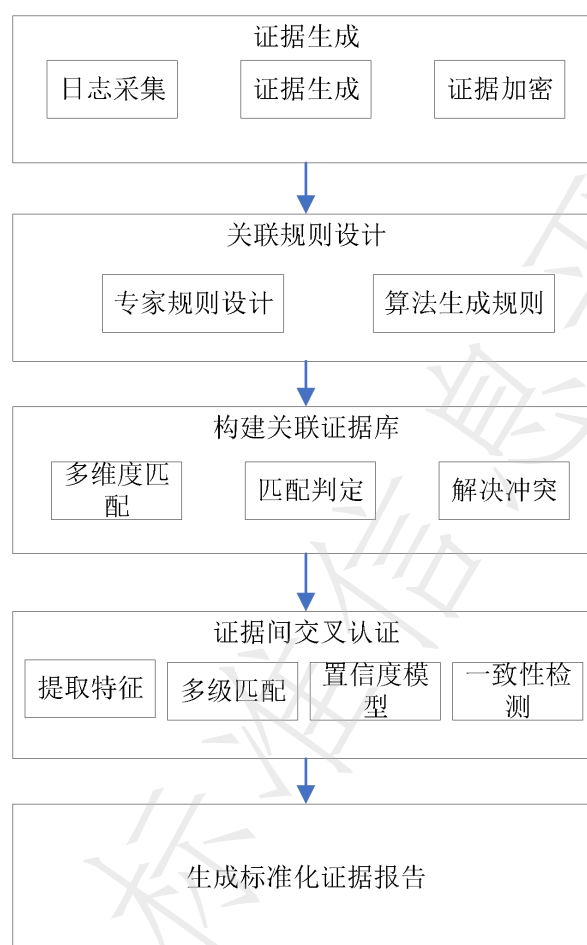 证据生成
日志采集
证据生成
证据加密
关联规则设计
专家规则设计
算法生成规则
构建关联证据库
多维度匹
配
匹配判定
解决冲突
证据间交叉认证
提取特征
多级匹配
置信度模
型
一致性检
测
生成标准化证据报告
标准信息